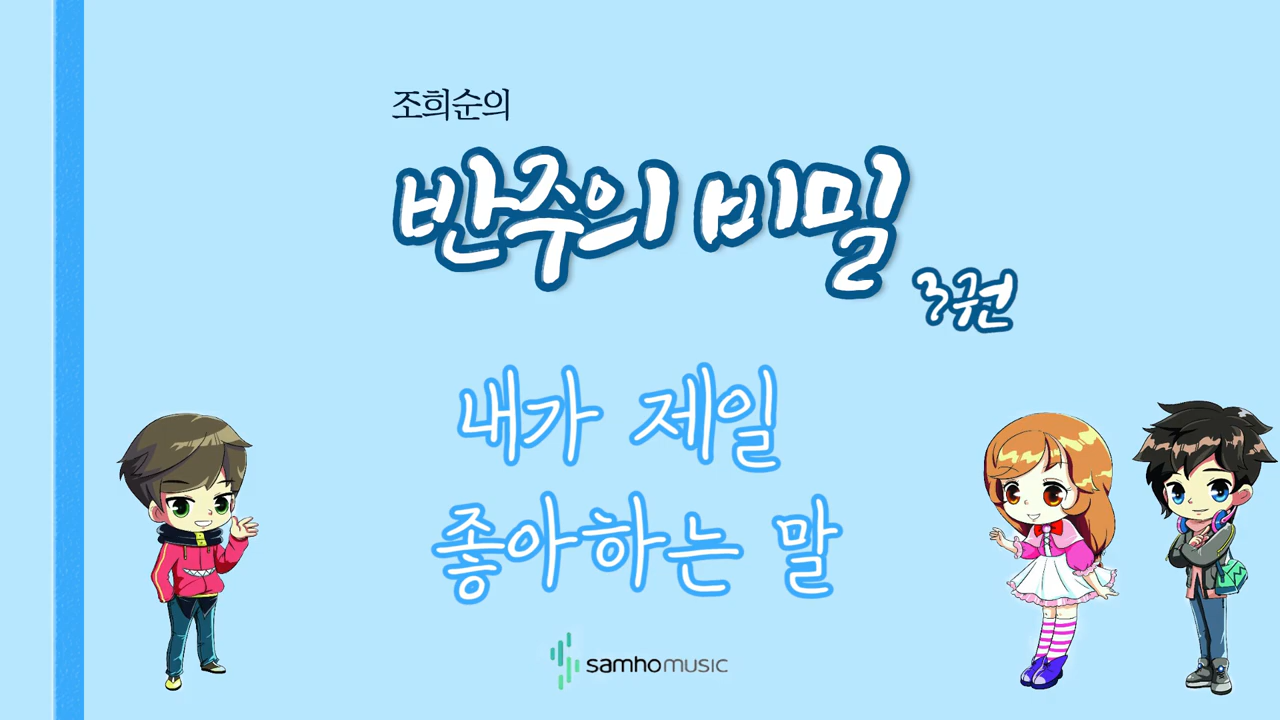 조희순의
반주의 비밀
3권
내가 제일
좋아하는 말
samhomusic